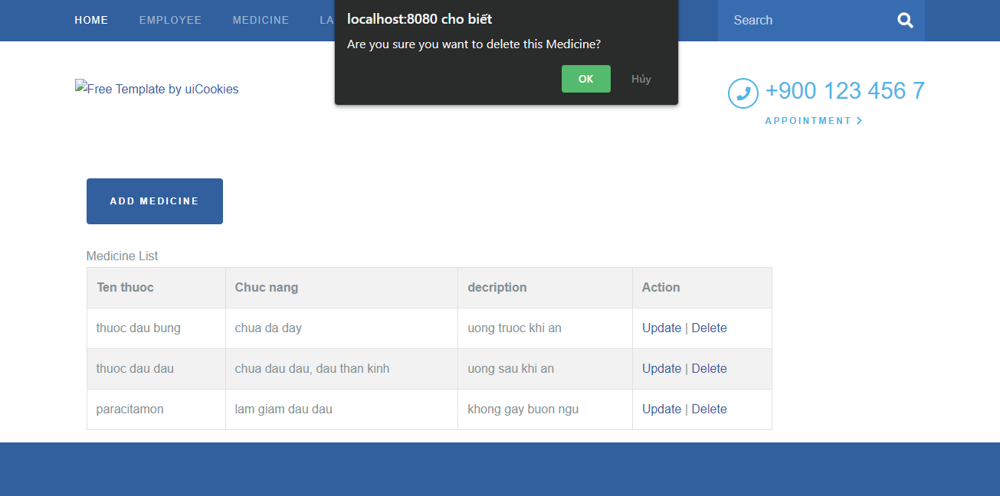 HOME EMPLOYEE MEDICINE LA
localhost:8080 cho biết
Are you sure you want to delete this Medicine?
OK Hủy
Search
Free Template by uiCookies
+900 123 456 7
APPOINTMENT
ADD MEDICINE
Medicine List
Ten thuoc Chuc nang decription Action
thuoc dau bung chua da day uong truoc khi an Update | Delete
thuoc dau dau chua dau dau, dau than kinh uong sau khi an Update | Delete
paracitamon lam giam dau dau khong gay buon ngu Update | Delete